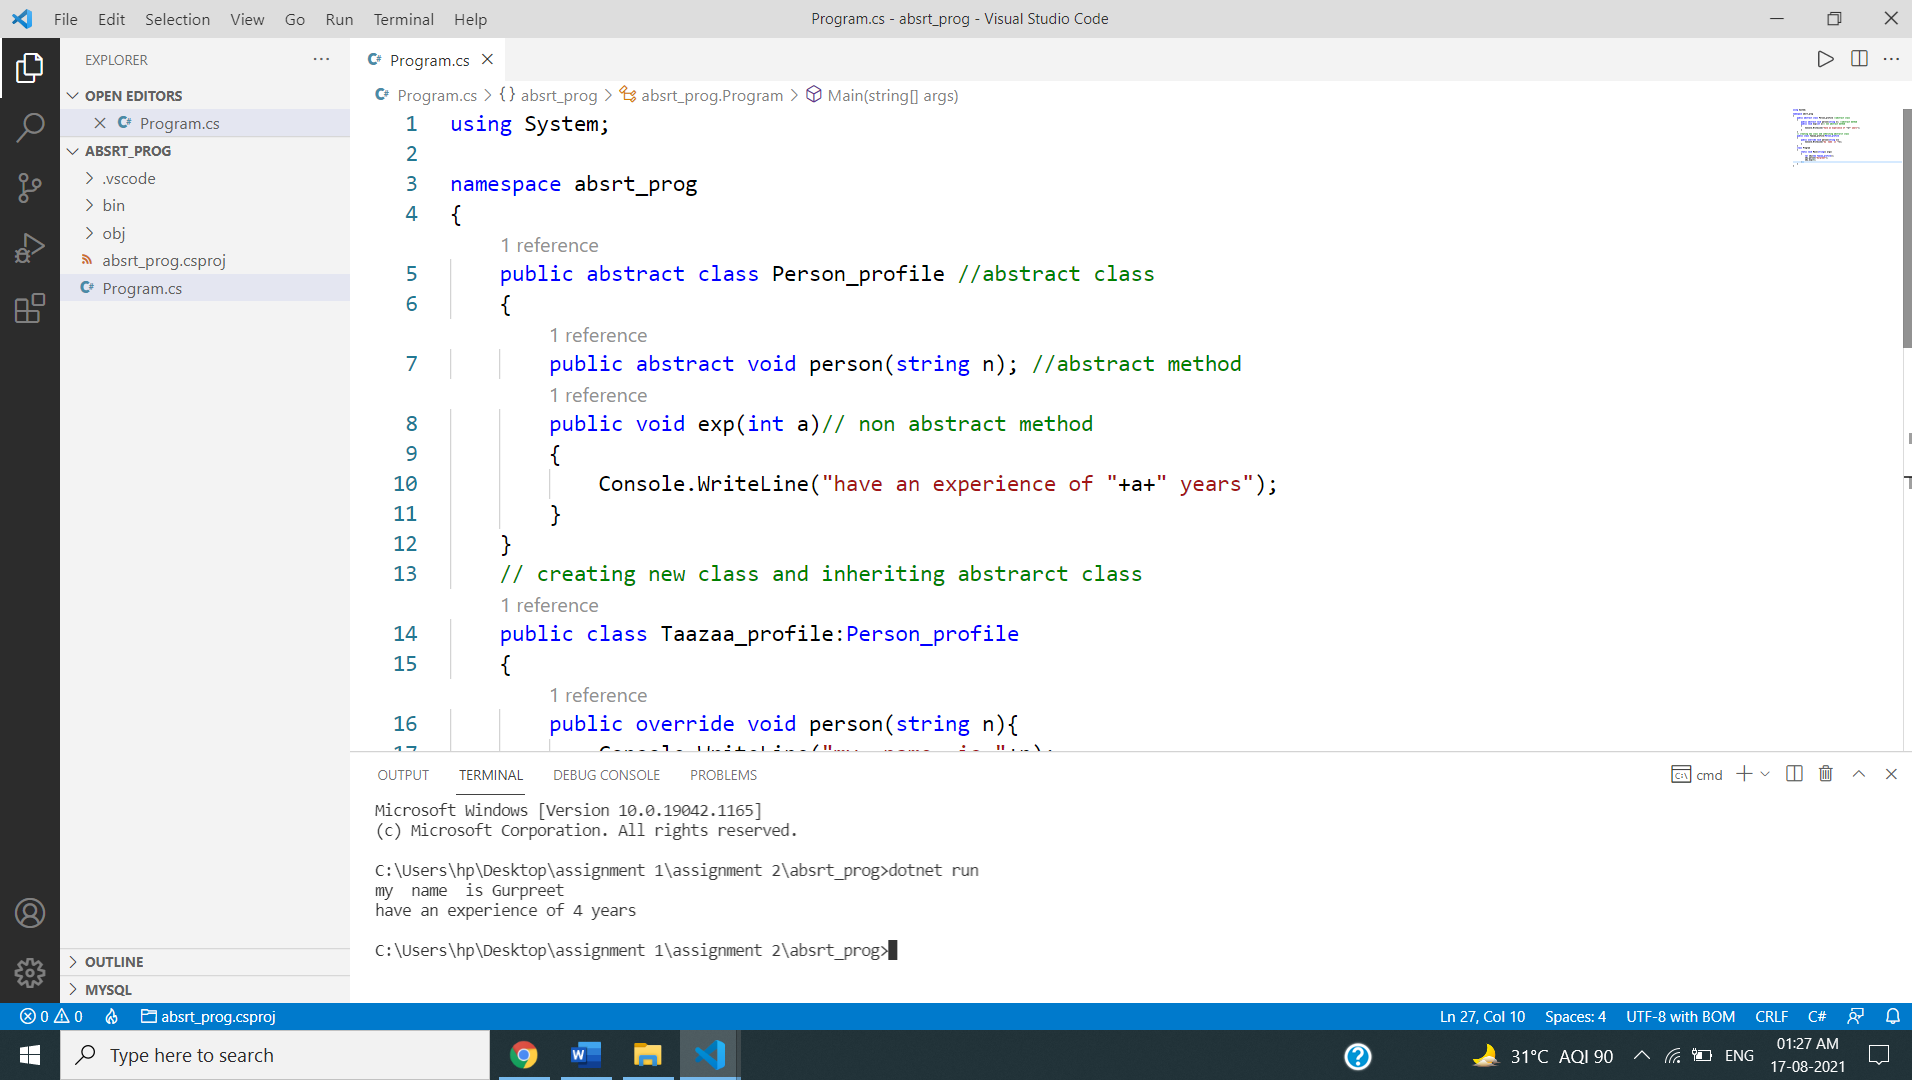 File Edit Selection View Go Run Terminal Help
Program.cs - absrt_prog - Visual Studio Code
EXPLORER
OPEN EDITORS
Program.cs
ABSRT_PROG
.vscode
bin
obj
absrt_prog.csproj
Program.cs
OUTLINE
MYSQL
Program.cs
Program.cs > {} absrt_prog > absrt_prog.Program > Main(string[] args)
1 using System;
2
3 namespace absrt_prog
4 {
1 reference
5 public abstract class Person_profile //abstract class
6 {
1 reference
7 public abstract void person(string n); //abstract method
1 reference
8 public void exp(int a)// non abstract method
9 {
10 Console.WriteLine("have an experience of "+a+" years");
11 }
12 }
13 // creating new class and inheriting abstrarct class
1 reference
14 public class Taazaa_profile:Person_profile
15 {
1 reference
16 public override void person(string n){
17 Console.WriteLine("my  name  is "+n);
OUTPUT TERMINAL DEBUG CONSOLE PROBLEMS
cmd
Microsoft Windows [Version 10.0.19042.1165]
(c) Microsoft Corporation. All rights reserved.
C:\Users\hp\Desktop\assignment 1\assignment 2\absrt_prog>dotnet run
my  name  is Gurpreet
have an experience of 4 years
C:\Users\hp\Desktop\assignment 1\assignment 2\absrt_prog>
0 0 absrt_prog.csproj
Ln 27, Col 10 Spaces: 4 UTF-8 with BOM CRLF C#
Type here to search
31°C AQI 90 ENG
01:27 AM
17-08-2021